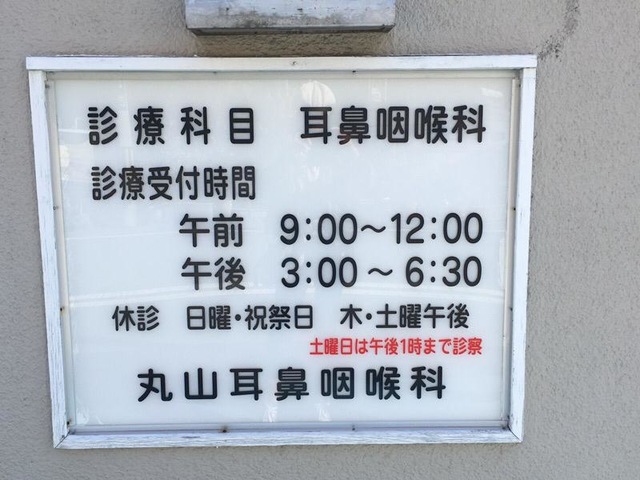 診療科目　耳鼻咽喉科
診療受付時間
午前　9:00〜12:00
午後　3:00〜6:30
休診　日曜・祝祭日　木・土曜午後
土曜日は午後1時まで診察
丸山耳鼻咽喉科